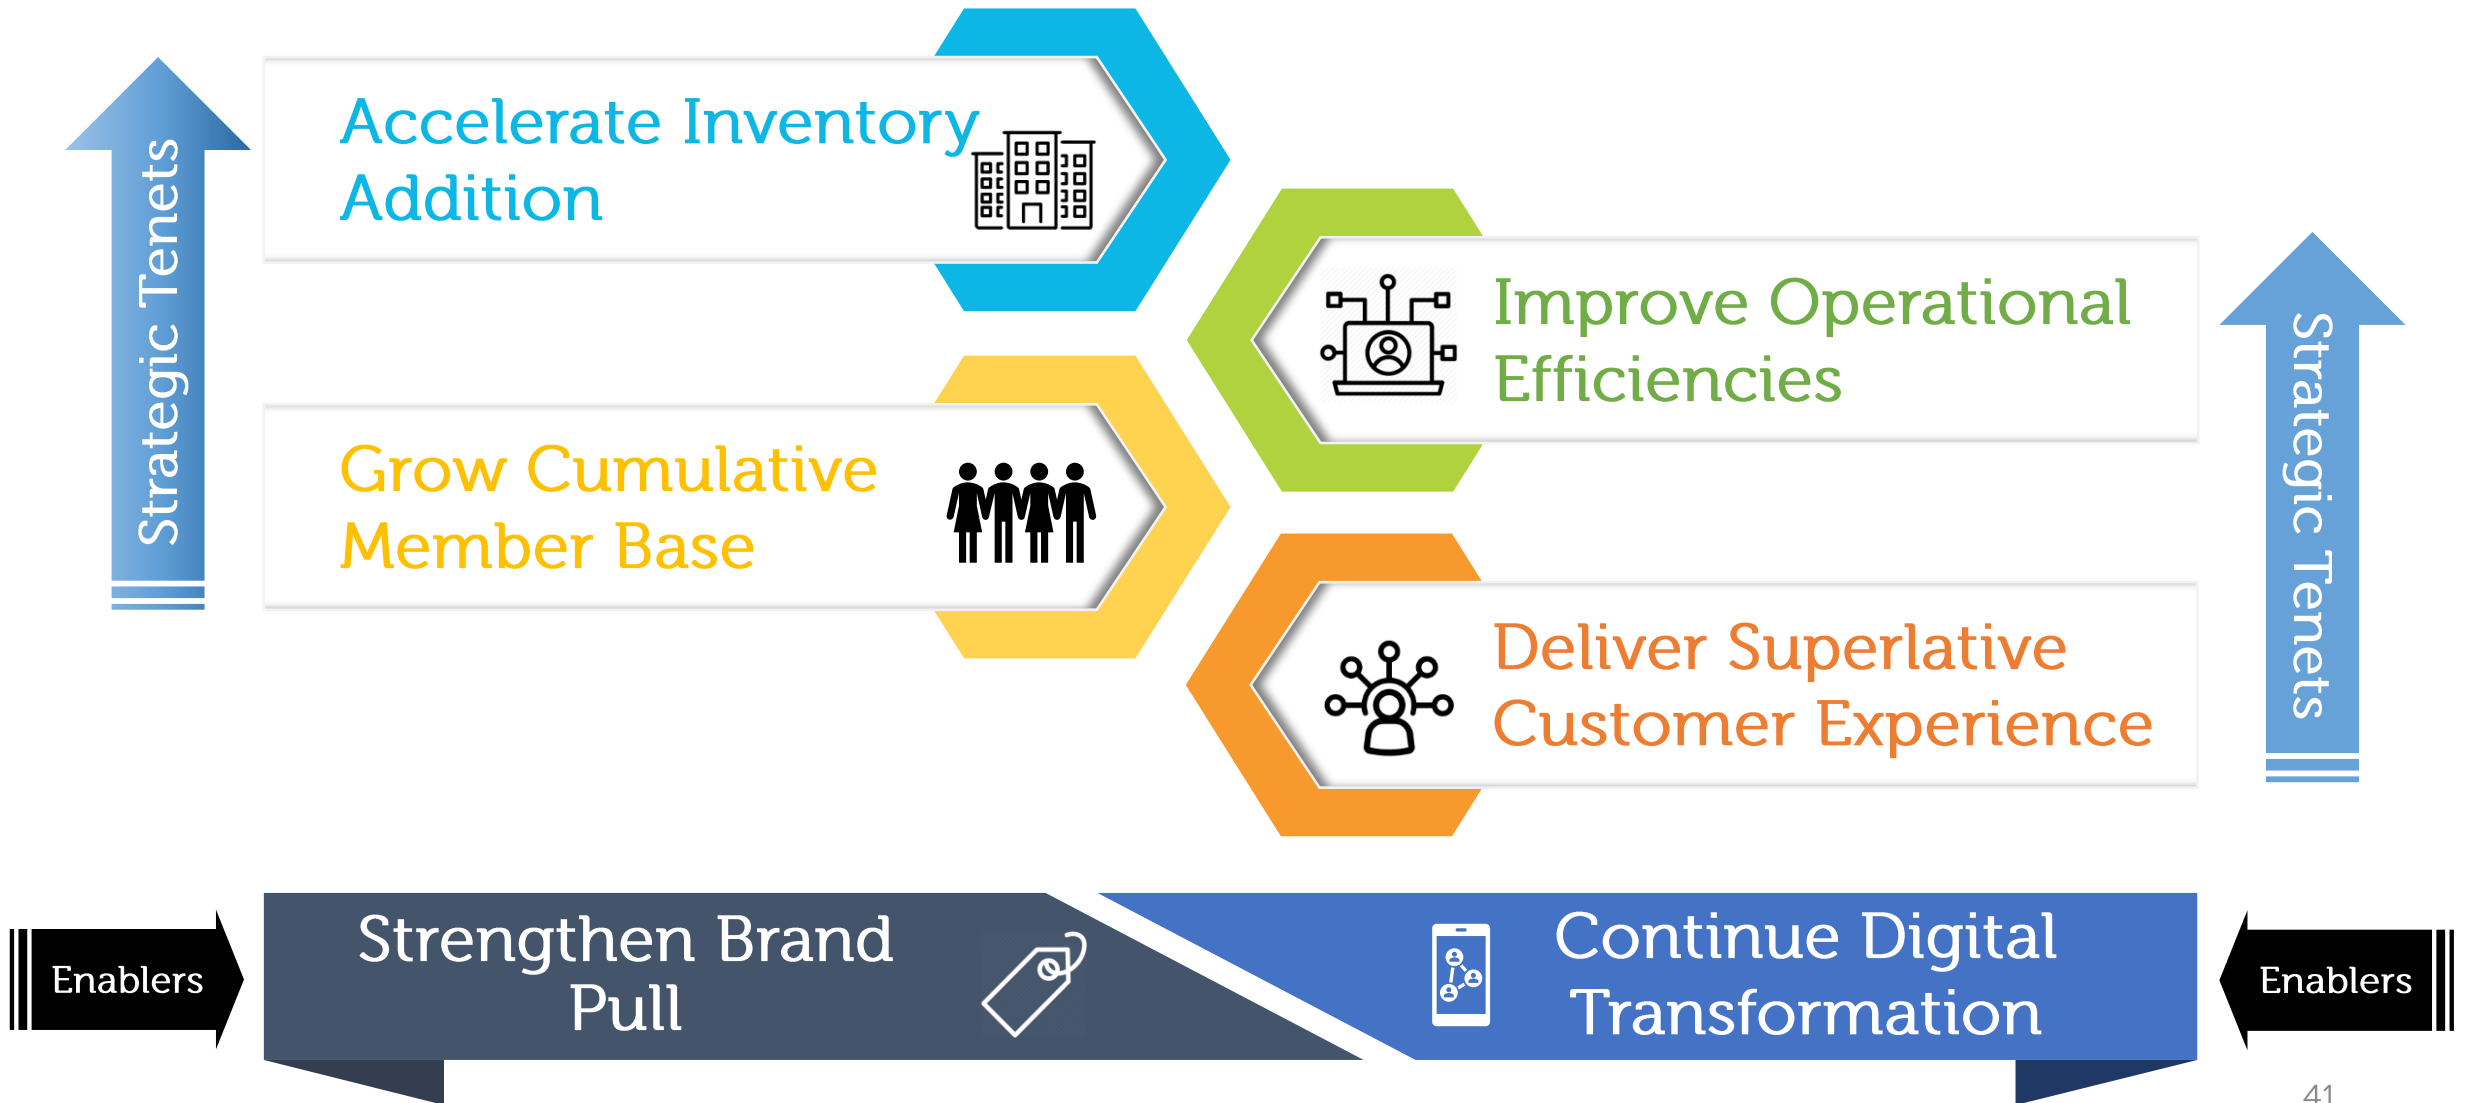 Strategic Tenets
Accelerate Inventory
Addition
Grow Cumulative
Member Base
Improve Operational
Efficiencies
Deliver Superlative
Customer Experience
Strategic Tenets
Enablers
Strengthen Brand
Pull
Continue Digital
Transformation
Enablers
41